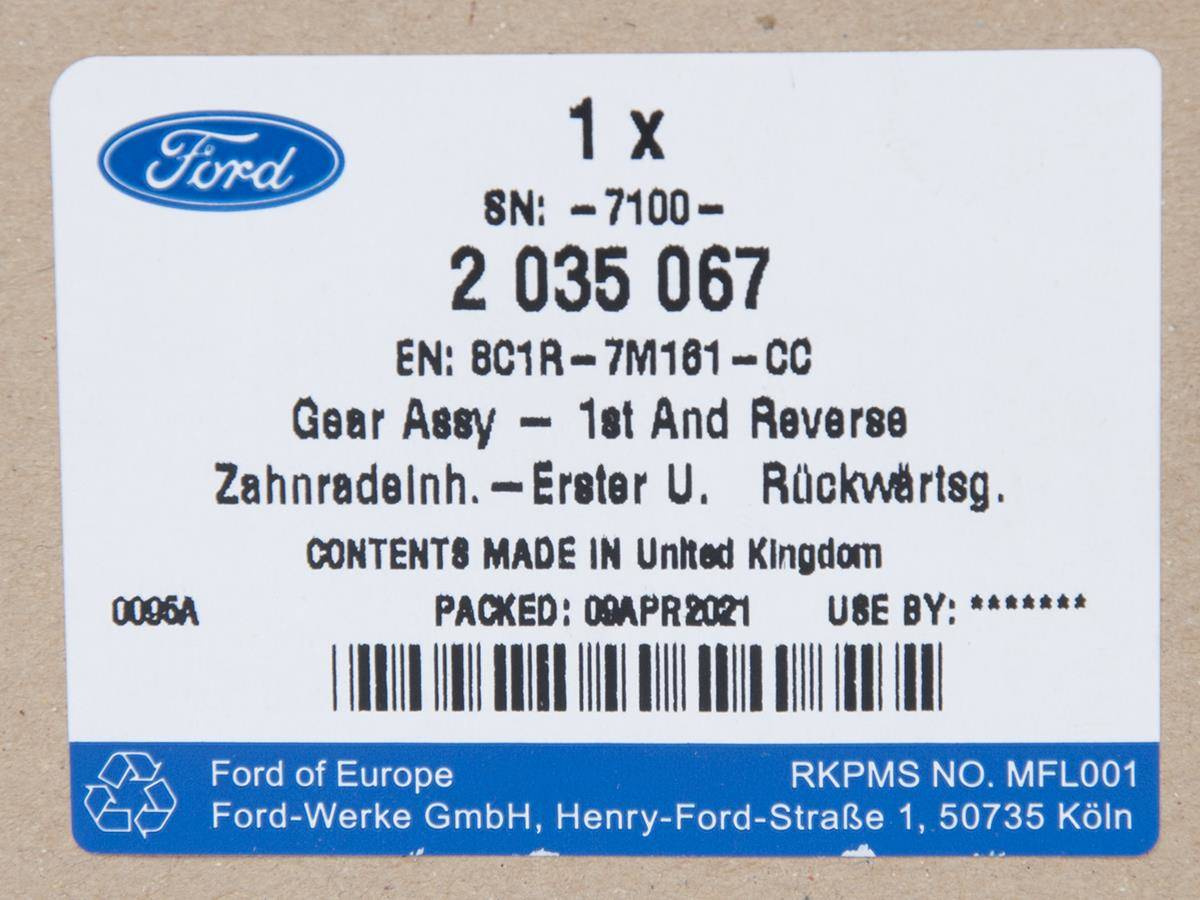 Ford
1 x
SN: -7100-
2 035 067
EN: 8C1R-7M161-CC
Gear Assy - 1st And Reverse
Zahnradeinh.-Erster U. Rückwärtsg.
CONTENTS MADE IN United Kingdom
0095A PACKED: 09APR2021 USE BY: *******
Ford of Europe RKPMS NO. MFL001
Ford-Werke GmbH, Henry-Ford-Straße 1, 50735 Köln